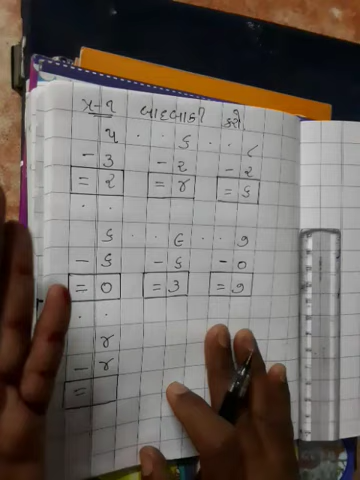 પ્ર-૧ બાદબાકી કરો.
૫ . . ૬ . . ૮
- ૩ - ૨ - ૨
= ૨ = ૪ = ૬
૬ . . ૯ . . ૭
- ૬ - ૬ - ૦
= ૦ = ૩ = ૭
૪
- ૪
=